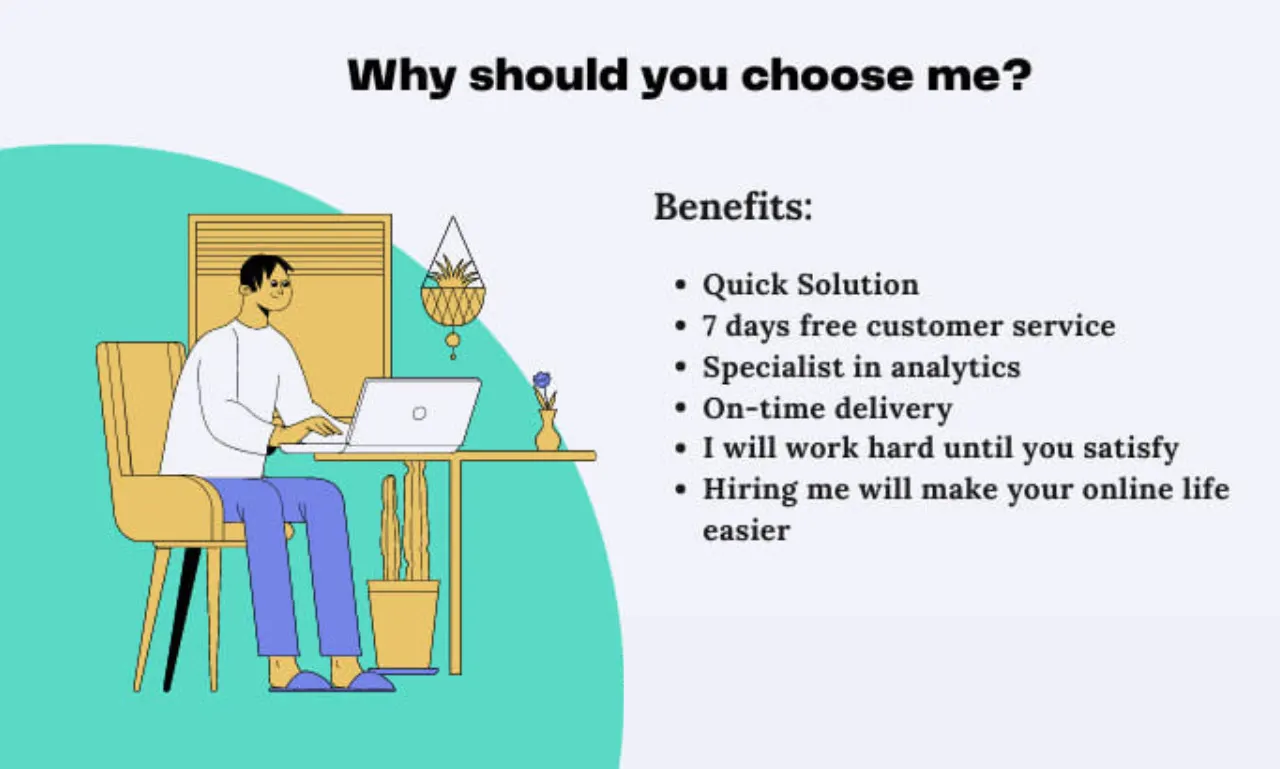 Why should you choose me?
Benefits:
• Quick Solution
• 7 days free customer service
• Specialist in analytics
• On-time delivery
• I will work hard until you satisfy
• Hiring me will make your online life
easier